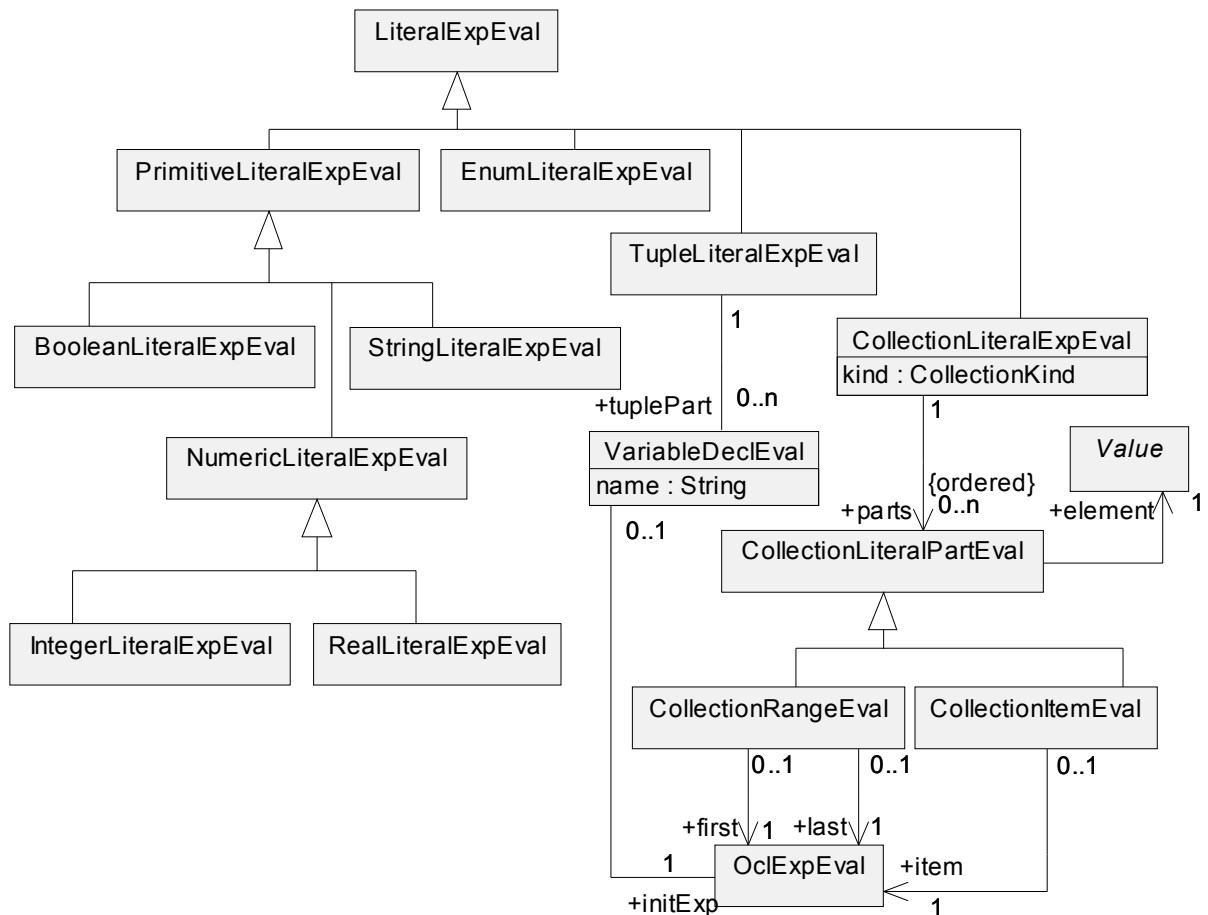 LiteralExpEval
PrimitiveLiteralExpEval
EnumLiteralExpEval
TupleLiteralExpEval
1
BooleanLiteralExpEval
StringLiteralExpEval
CollectionLiteralExpEval
kind : CollectionKind
+tuplePart
0..n
1
NumericLiteralExpEval
VariableDeclEval
name : String
Value
0..1
{ordered}
+parts
0..n
+element
1
CollectionLiteralPartEval
IntegerLiteralExpEval
RealLiteralExpEval
CollectionRangeEval
CollectionItemEval
0..1
0..1
0..1
+first
1
+last
1
1
OclExpEval
+item
+initExp
1